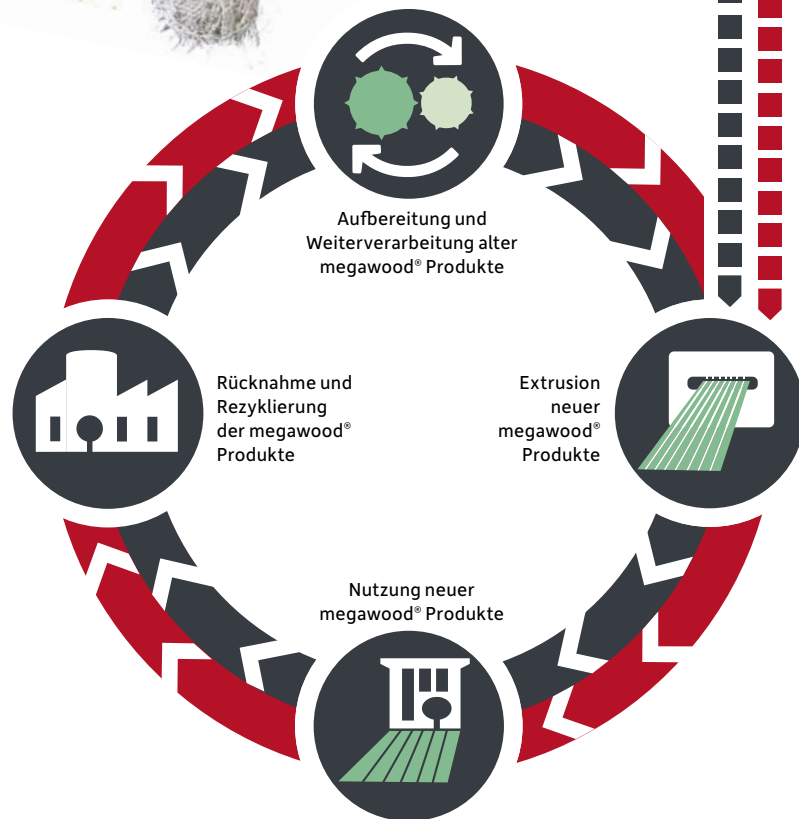 Aufbereitung und
Weiterverarbeitung alter
megawood® Produkte
Rücknahme und
Rezyklierung
der megawood®
Produkte
Extrusion
neuer
megawood®
Produkte
Nutzung neuer
megawood® Produkte